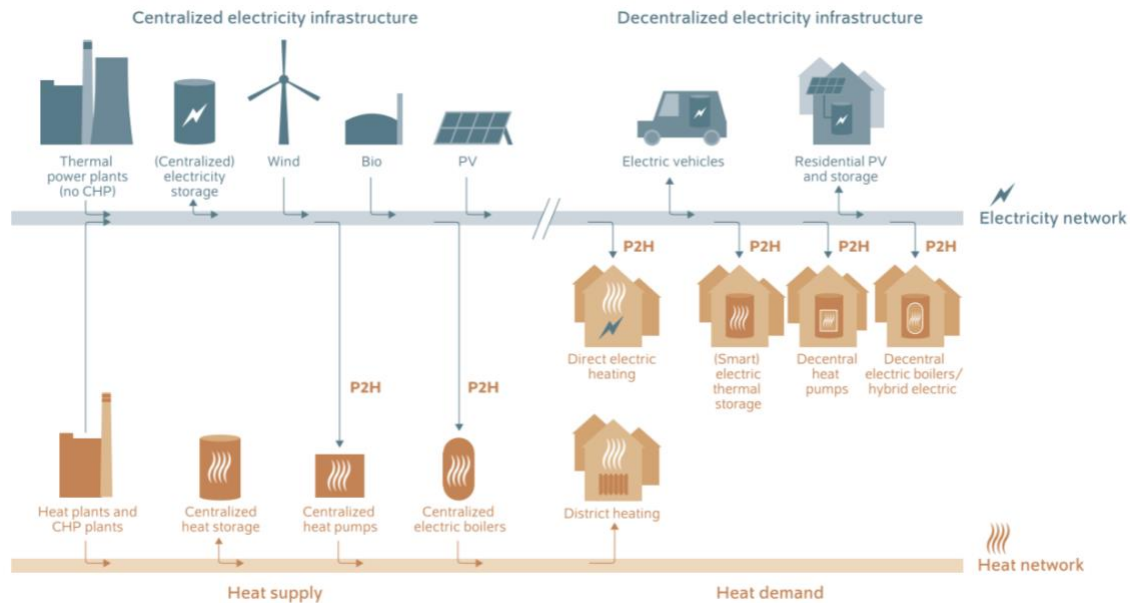 Centralized electricity infrastructure
Decentralized electricity infrastructure
Thermal
power plants
(no CHP)
(Centralized)
electricity
storage
Wind
Bio
PV
Electric vehicles
Residential PV
and storage
Electricity network
P2H
P2H
P2H
P2H
Direct electric
heating
(Smart)
electric
thermal
storage
Decentral
heat
pumps
Decentral
electric boilers/
hybrid electric
P2H
P2H
Heat plants and
CHP plants
Centralized
heat storage
Centralized
heat pumps
Centralized
electric boilers
District heating
Heat network
Heat supply
Heat demand